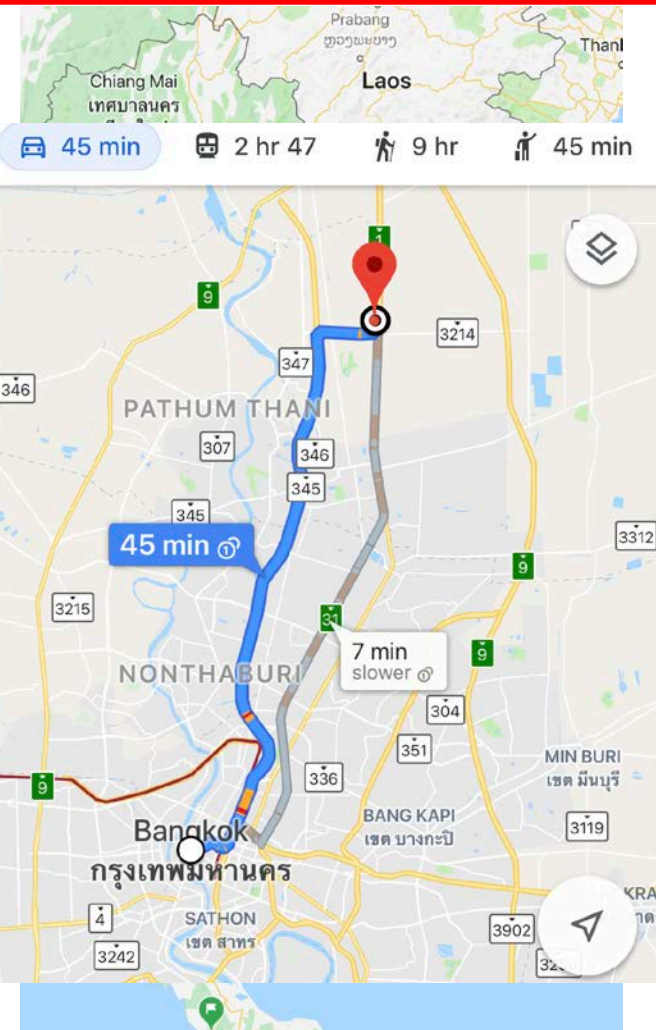 Prabang
ຫຼວງພະບາງ
Chiang Mai
เทศบาลนคร
Laos
45 min
2 hr 47
9 hr
45 min
1
9
3214
347
346
PATHUM THANI
307
346
345
345
45 min
3312
9
3215
31
7 min
slower
9
NONTHABURI
304
351
336
MIN BURI
เขต มีนบุรี
9
BANG KAPI
เขต บางกะปิ
3119
Bangkok
กรุงเทพมหานคร
4
SATHON
เขต สาทร
3902
3242